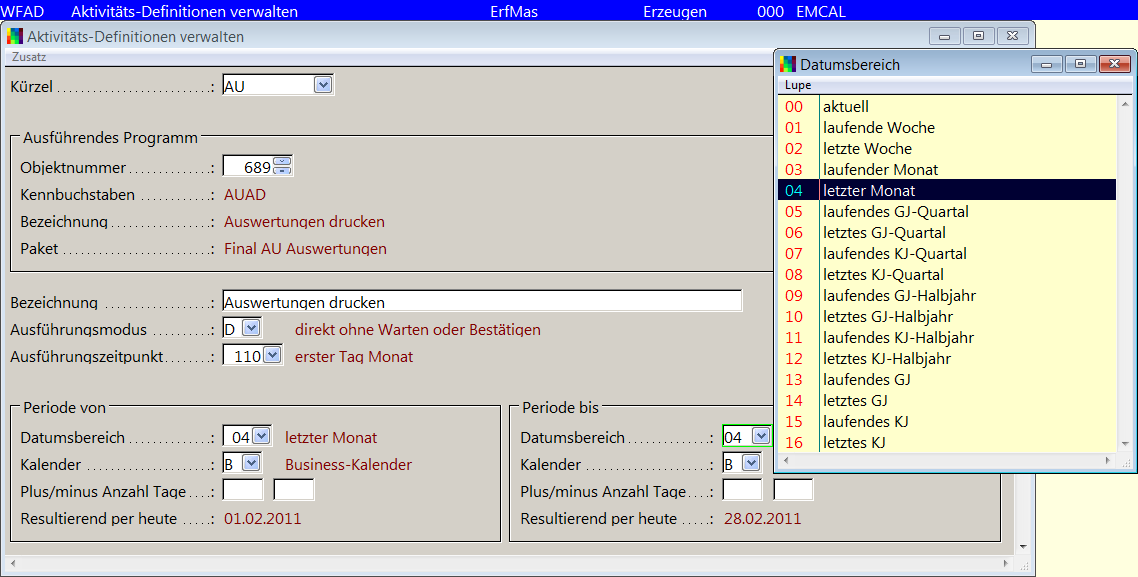 WFAD Aktivitäts-Definitionen verwalten ErfMas Erzeugen 000 EMCAL
Aktivitäts-Definitionen verwalten
Zusatz
Kürzel : AU
Ausführendes Programm
Objektnummer : 689
Kennbuchstaben : AUAD
Bezeichnung : Auswertungen drucken
Paket : Final AU Auswertungen
Bezeichnung : Auswertungen drucken
Ausführungsmodus : D direkt ohne Warten oder Bestätigen
Ausführungszeitpunkt : 110 erster Tag Monat
Periode von
Datumsbereich : 04 letzter Monat
Kalender : B Business-Kalender
Plus/minus Anzahl Tage :
Resultierend per heute : 01.02.2011
Periode bis
Datumsbereich : 04
Kalender : B
Plus/minus Anzahl Tage :
Resultierend per heute : 28.02.2011
Datumsbereich
Lupe
00 aktuell
01 laufende Woche
02 letzte Woche
03 laufender Monat
04 letzter Monat
05 laufendes GJ-Quartal
06 letztes GJ-Quartal
07 laufendes KJ-Quartal
08 letztes KJ-Quartal
09 laufendes GJ-Halbjahr
10 letztes GJ-Halbjahr
11 laufendes KJ-Halbjahr
12 letztes KJ-Halbjahr
13 laufendes GJ
14 letztes GJ
15 laufendes KJ
16 letztes KJ